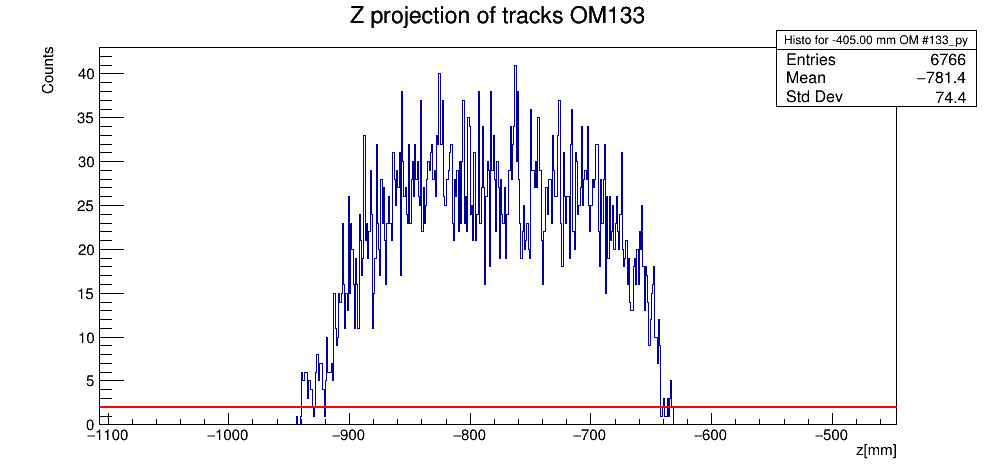 Z projection of tracks OM133
Histo for -405.00 mm OM #133_py
Entries 6766
Mean −781.4
Std Dev 74.4
Counts
40
35
30
25
20
15
10
5
0
−1100 −1000 −900 −800 −700 −600 −500
z[mm]